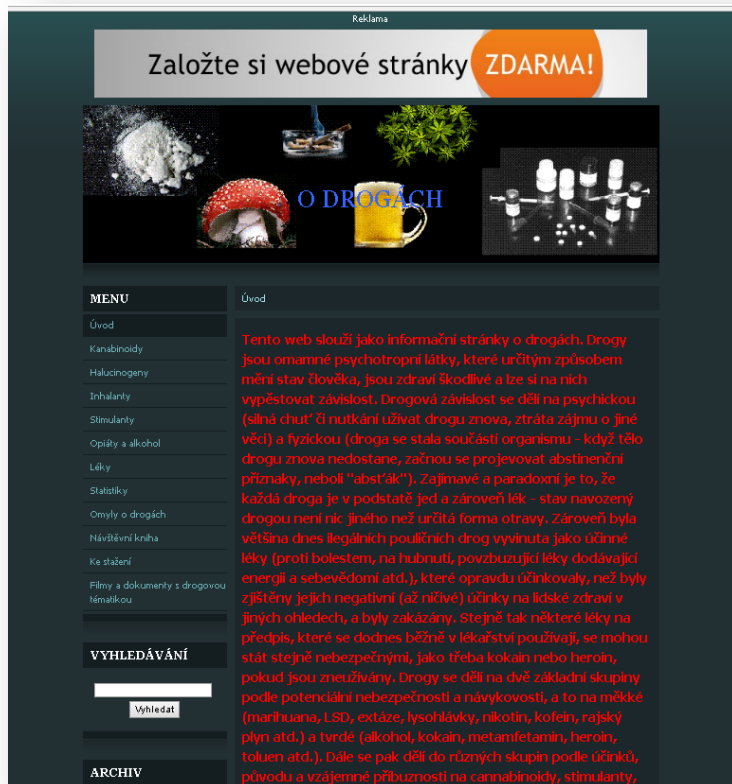 Reklama
Založte si webové stránky ZDARMA!
O DROGÁCH
MENU
Úvod
Kanabinoidy
Halucinogeny
Inhalanty
Stimulanty
Opiáty a alkohol
Léky
Statistiky
Omyly o drogách
Návštěvní kniha
Ke stažení
Filmy a dokumenty s drogovou
tématikou
VYHLEDÁVÁNÍ
Vyhledat
ARCHIV
Úvod
Tento web slouží jako informační stránky o drogách. Drogy
jsou omamné psychotropní látky, které určitým způsobem
mění stav člověka, jsou zdraví škodlivé a lze si na nich
vypěstovat závislost. Drogová závislost se dělí na psychickou
(silná chuť či nutkání užívat drogu znova, ztráta zájmu o jiné
věci) a fyzickou (droga se stala součástí organismu - když tělo
drogu znova nedostane, začnou se projevovat abstinenční
příznaky, neboli "absťák"). Zajímavé a paradoxní je to, že
každá droga je v podstatě jed a zároveň lék - stav navozený
drogou není nic jiného než určitá forma otravy. Zároveň byla
většina dnes ilegálních pouličních drog vyvinuta jako účinné
léky (proti bolestem, na hubnutí, povzbuzující léky dodávající
energii a sebevědomí atd.), které opravdu účinkovaly, než byly
zjištěny jejich negativní (až ničivé) účinky na lidské zdraví v
jiných ohledech, a byly zakázány. Stejně tak některé léky na
předpis, které se dodnes běžně v lékařství používají, se mohou
stát stejně nebezpečnými, jako třeba kokain nebo heroin,
pokud jsou zneužívány. Drogy se dělí na dvě základní skupiny
podle potenciální nebezpečnosti a návykovosti, a to na měkké
(marihuana, LSD, extáze, lysohlávky, nikotin, kofein, rajský
plyn atd.) a tvrdé (alkohol, kokain, metamfetamin, heroin,
toluen atd.). Dále se pak dělí do různých skupin podle účinků,
původu a vzájemné příbuznosti na cannabinoidy, stimulanty,